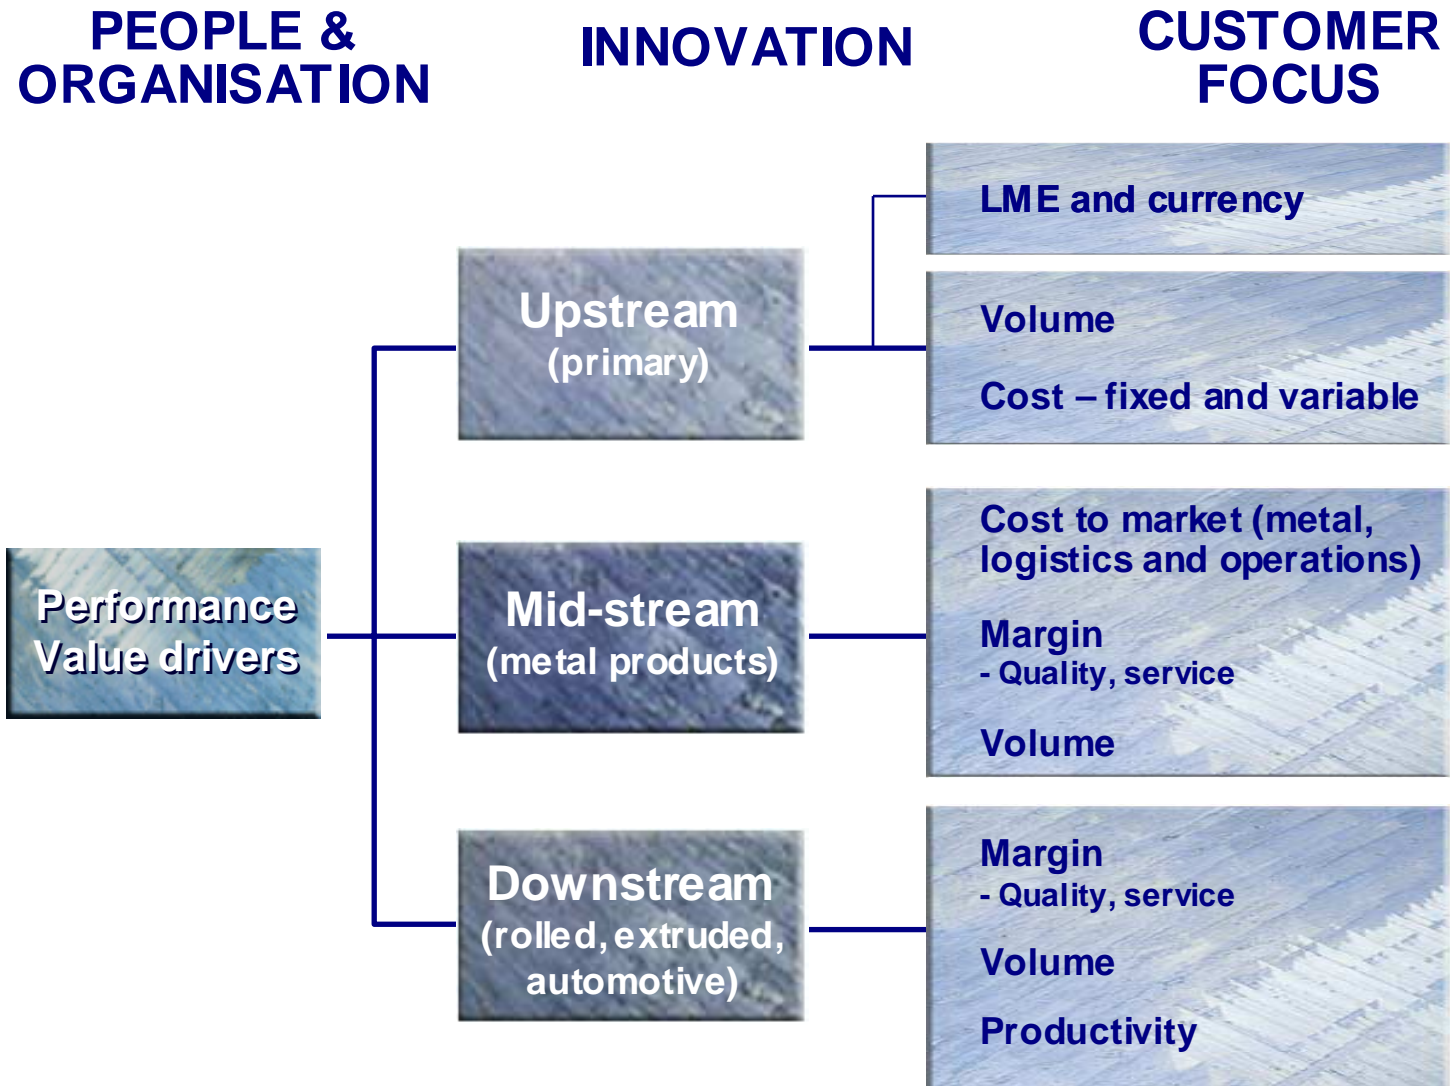 PEOPLE &
ORGANISATION
INNOVATION
CUSTOMER
FOCUS
Performance
Value drivers
Upstream
(primary)
LME and currency
Volume
Cost – fixed and variable
Mid-stream
(metal products)
Cost to market (metal,
logistics and operations)
Margin
- Quality, service
Volume
Downstream
(rolled, extruded,
automotive)
Margin
- Quality, service
Volume
Productivity